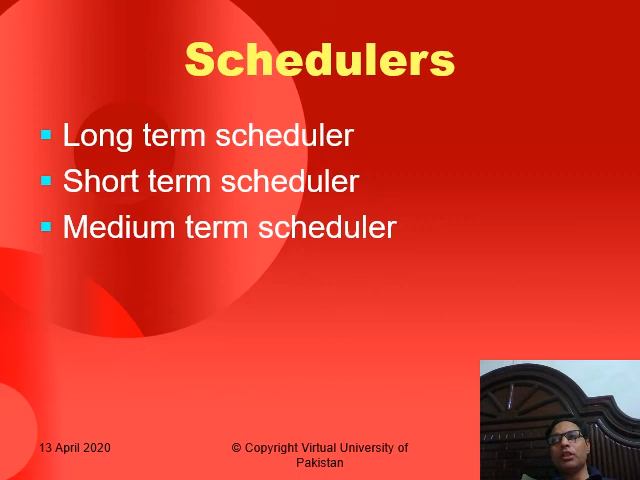 Schedulers
Long term scheduler
Short term scheduler
Medium term scheduler
13 April 2020
© Copyright Virtual University of
Pakistan